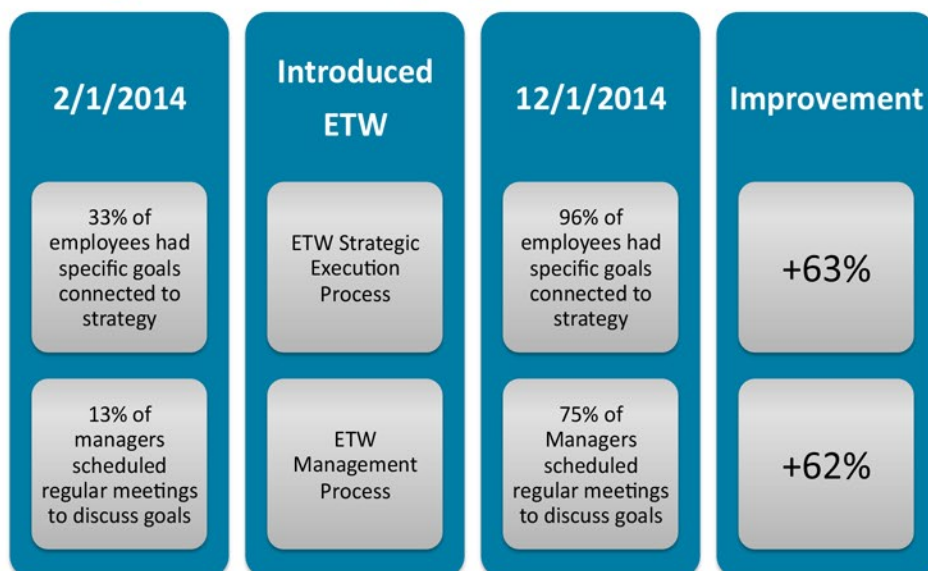 2/1/2014
Introduced
ETW
12/1/2014
Improvement
33% of
employees had
specific goals
connected to
strategy
ETW Strategic
Execution
Process
96% of
employees had
specific goals
connected to
strategy
+63%
13% of
managers
scheduled
regular meetings
to discuss goals
ETW
Management
Process
75% of
Managers
scheduled
regular meetings
to discuss goals
+62%